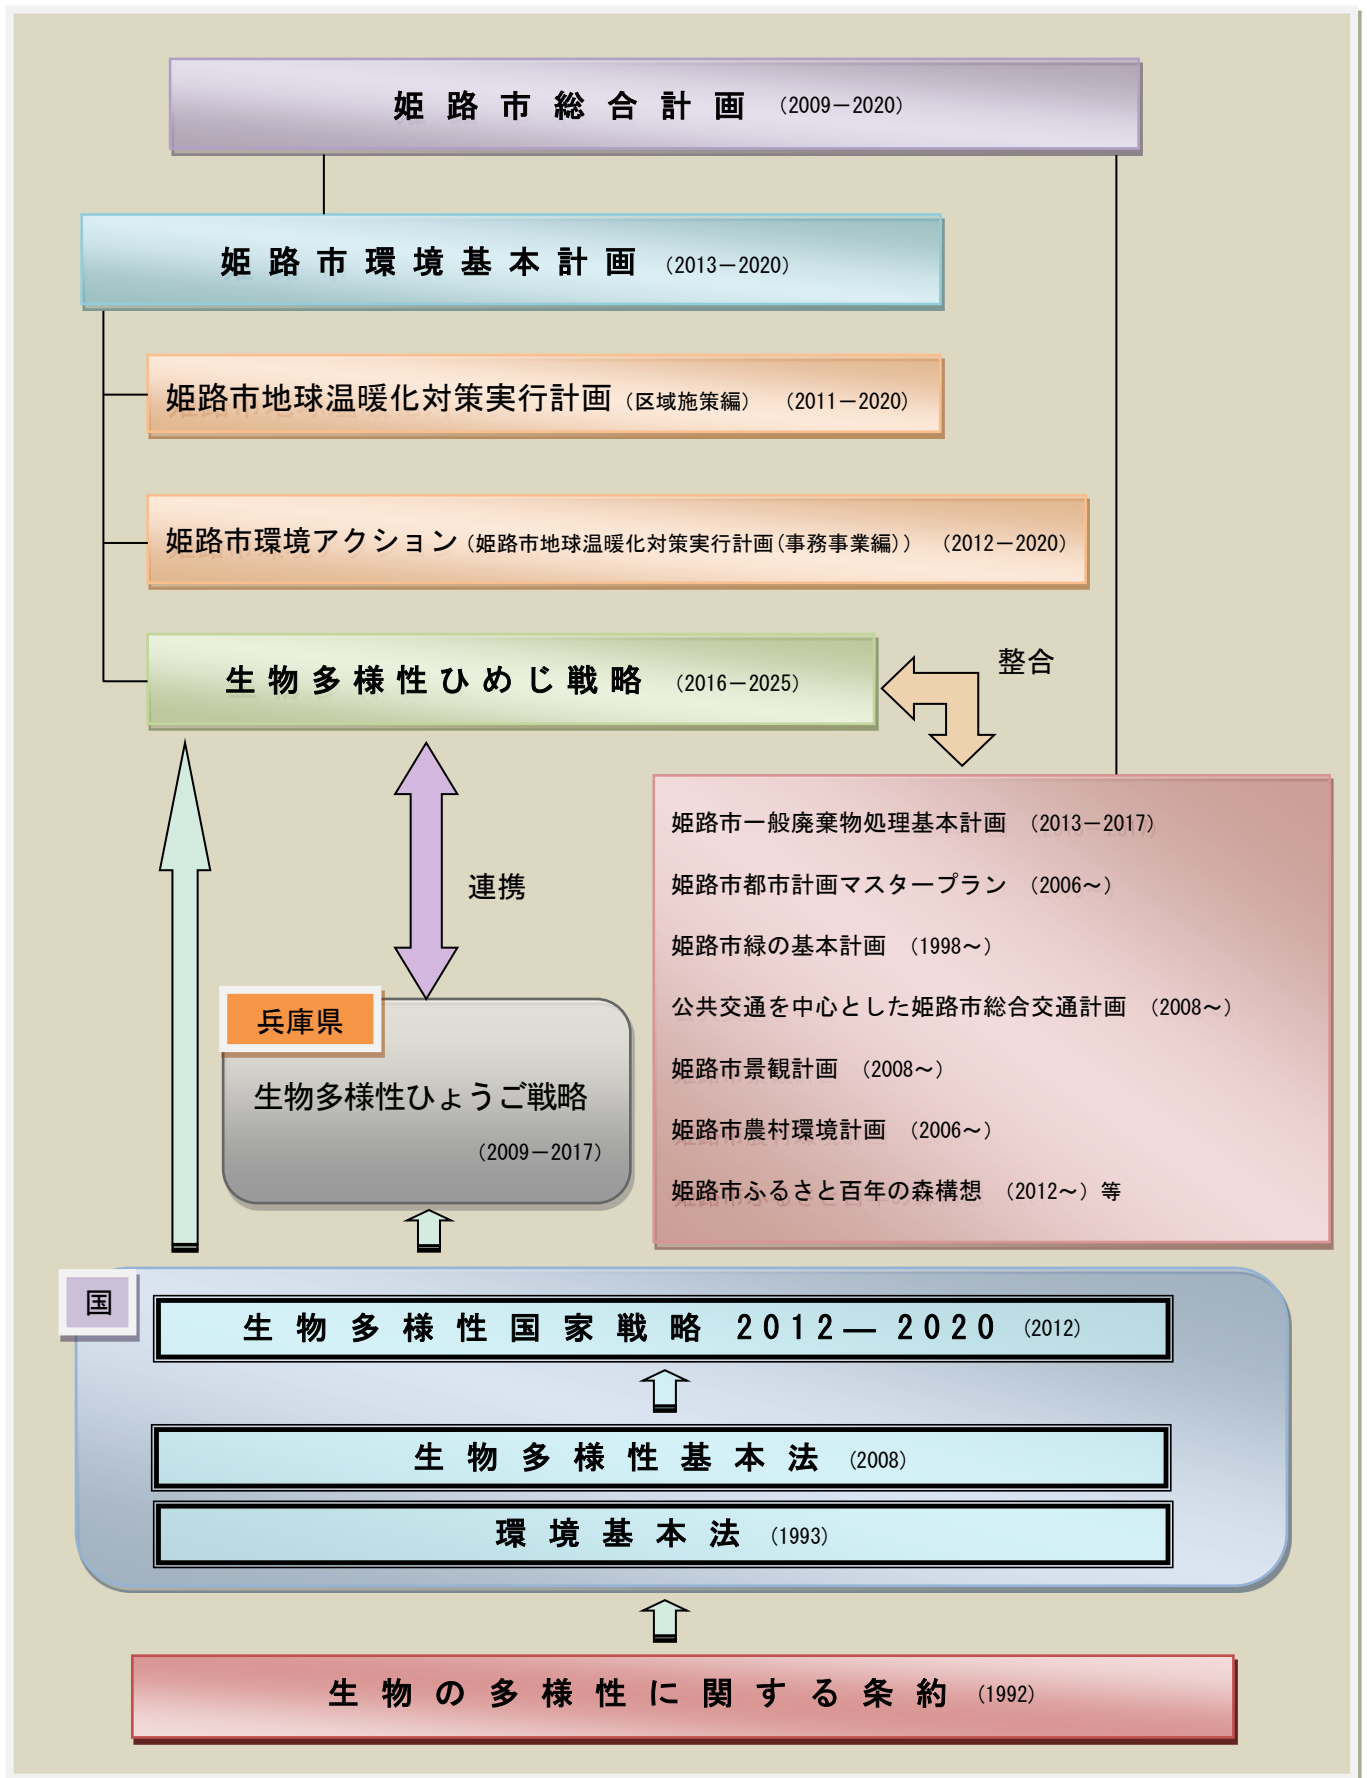 姫路市総合計画 （2009－2020）
姫路市環境基本計画 （2013－2020）
姫路市地球温暖化対策実行計画（区域施策編） （2011－2020）
姫路市環境アクション（姫路市地球温暖化対策実行計画（事務事業編）） （2012－2020）
生物多様性ひめじ戦略 （2016－2025）
整合
連携
姫路市一般廃棄物処理基本計画 （2013－2017）
姫路市都市計画マスタープラン （2006～）
姫路市緑の基本計画 （1998～）
公共交通を中心とした姫路市総合交通計画 （2008～）
姫路市景観計画 （2008～）
姫路市農村環境計画 （2006～）
姫路市ふるさと百年の森構想 （2012～）等
兵庫県
生物多様性ひょうご戦略
（2009－2017）
国
生物多様性国家戦略 2012―2020 （2012）
生物多様性基本法 （2008）
環境基本法 （1993）
生物の多様性に関する条約 （1992）